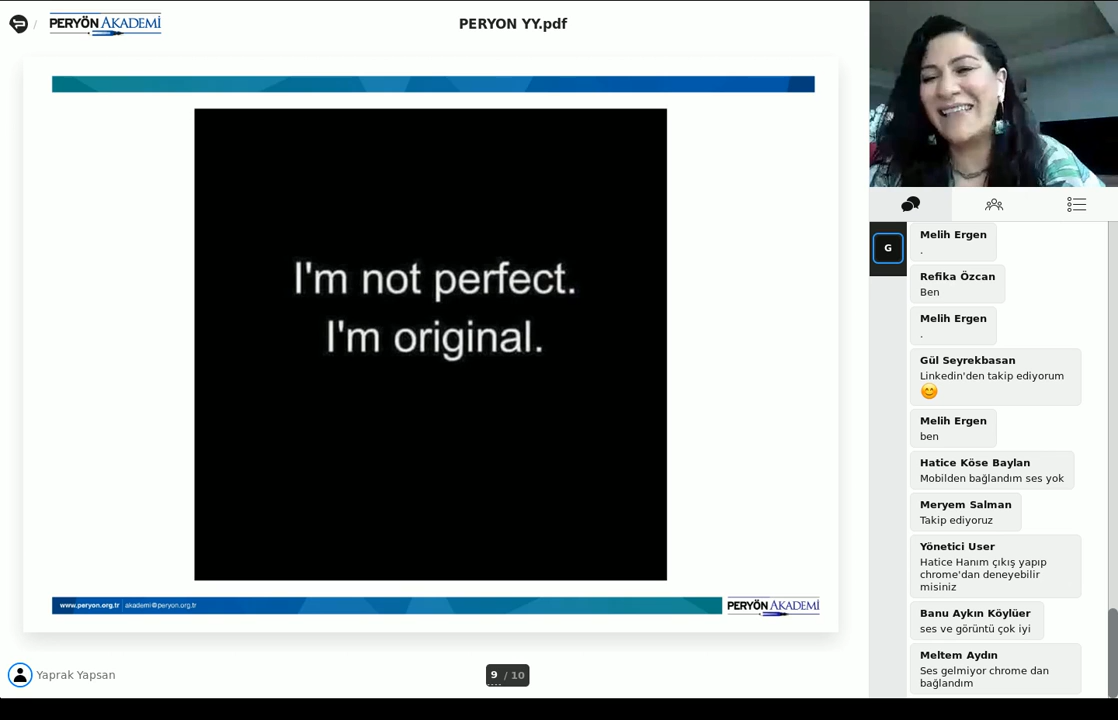 PERYÖN AKADEMİ
PERYON YY.pdf
I'm not perfect.
I'm original.
www.peryon.org.tr | akademi@peryon.org.tr
PERYÖN AKADEMİ
Yaprak Yapsan
9 / 10
G
Melih Ergen
.
Refika Özcan
Ben
Melih Ergen
.
Gül Seyrekbasan
Linkedin'den takip ediyorum
😊
Melih Ergen
ben
Hatice Köse Baylan
Mobilden bağlandım ses yok
Meryem Salman
Takip ediyoruz
Yönetici User
Hatice Hanım çıkış yapıp
chrome'dan deneyebilir
misiniz
Banu Aykın Köylüer
ses ve görüntü çok iyi
Meltem Aydın
Ses gelmiyor chrome dan
bağlandım